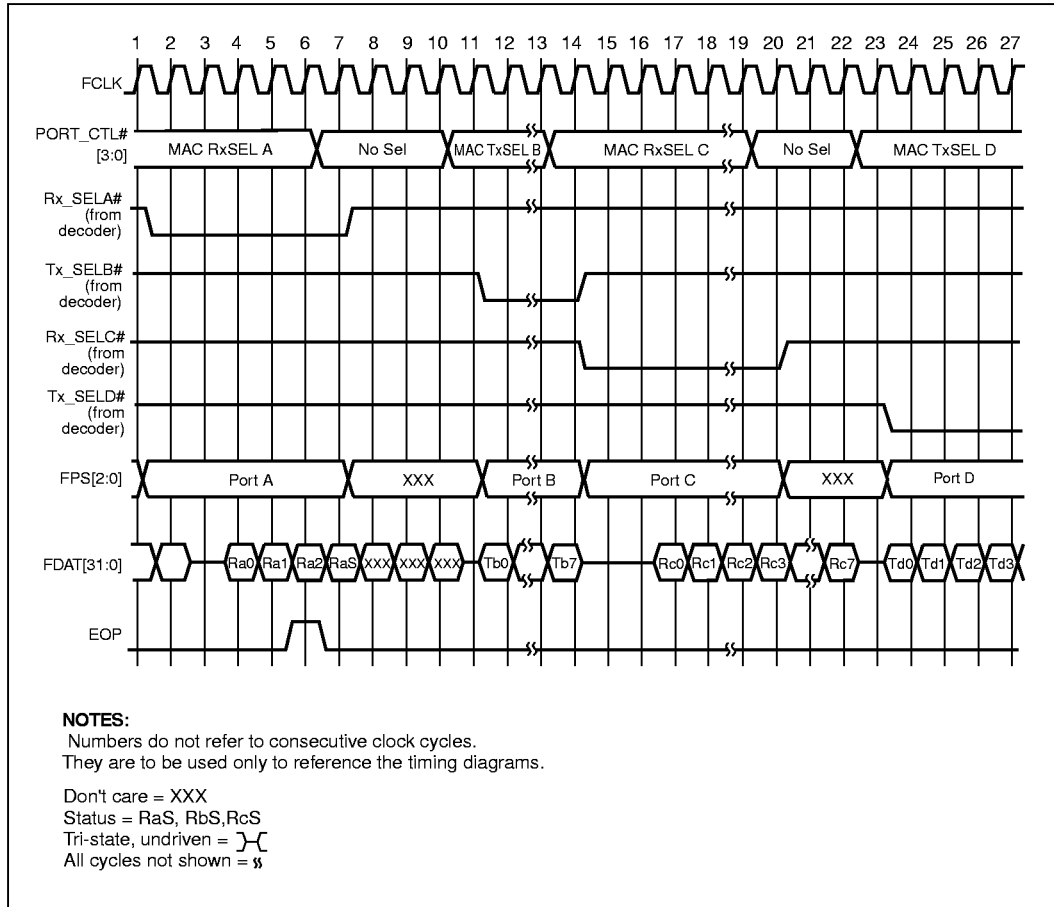 1 2 3 4 5 6 7 8 9 10 11 12 13 14 15 16 17 18 19 20 21 22 23 24 25 26 27
FCLK
PORT_CTL#
[3:0]
MAC RxSEL A No Sel MAC TxSEL B MAC RxSEL C No Sel MAC TxSEL D
Rx_SELA#
(from
decoder)
Tx_SELB#
(from
decoder)
Rx_SELC#
(from
decoder)
Tx_SELD#
(from
decoder)
FPS[2:0] Port A XXX Port B Port C XXX Port D
FDAT[31:0] Ra0 Ra1 Ra2 RaS XXX XXX XXX Tb0 Tb7 Rc0 Rc1 Rc2 Rc3 Rc7 Td0 Td1 Td2 Td3
EOP
NOTES:
Numbers do not refer to consecutive clock cycles.
They are to be used only to reference the timing diagrams.
Don't care = XXX
Status = RaS, RbS,RcS
Tri-state, undriven =
All cycles not shown =